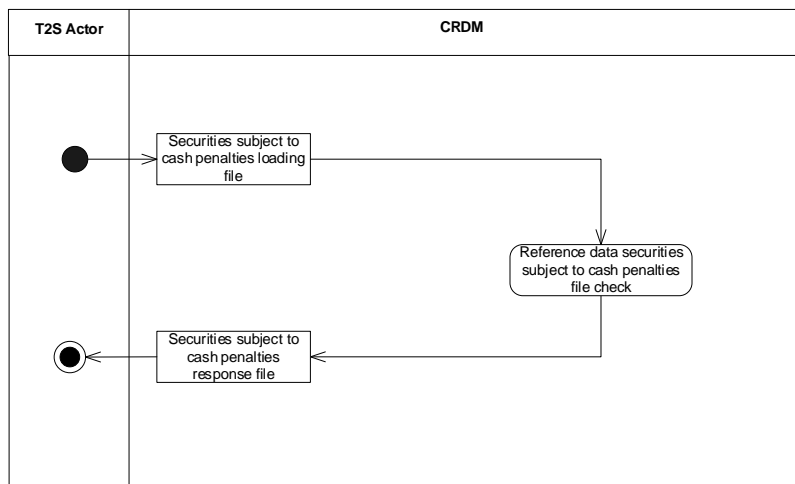 T2S Actor
CRDM
Securities subject to
cash penalties loading
file
Reference data securities
subject to cash penalties
file check
Securities subject to
cash penalties
response file